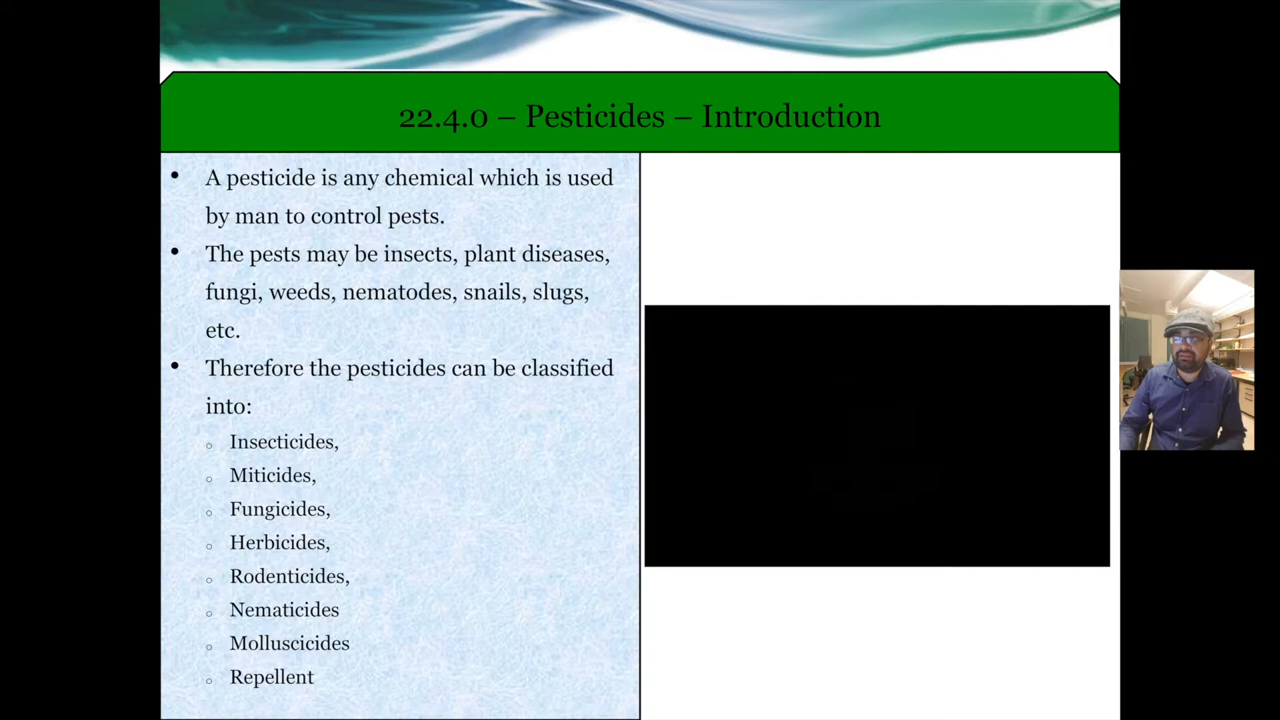 22.4.0 – Pesticides – Introduction
• A pesticide is any chemical which is used
by man to control pests.
• The pests may be insects, plant diseases,
fungi, weeds, nematodes, snails, slugs,
etc.
• Therefore the pesticides can be classified
into:
o Insecticides,
o Miticides,
o Fungicides,
o Herbicides,
o Rodenticides,
o Nematicides
o Molluscicides
o Repellent